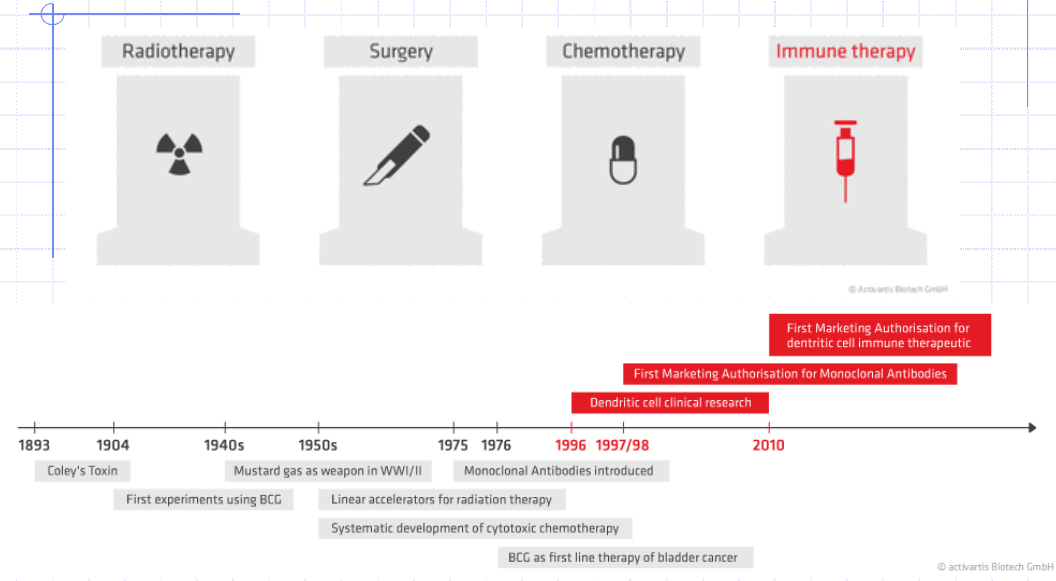 Radiotherapy
Surgery
Chemotherapy
Immune therapy
© Activartis Biotech GmbH
First Marketing Authorisation for
dentritic cell immune therapeutic
First Marketing Authorisation for Monoclonal Antibodies
Dendritic cell clinical research
1893
1904
1940s
1950s
1975
1976
1996
1997/98
2010
Coley's Toxin
Mustard gas as weapon in WWI/II
Monoclonal Antibodies introduced
First experiments using BCG
Linear accelerators for radiation therapy
Systematic development of cytotoxic chemotherapy
BCG as first line therapy of bladder cancer
© activartis Biotech GmbH